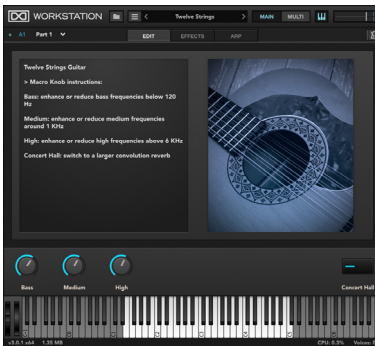 WORKSTATION
Twelve Strings
MAIN
MULTI
A1
Part 1
EDIT
EFFECTS
ARP
Twelve Strings Guitar
> Macro Knob instructions:
Bass: enhance or reduce bass frequencies below 120
Hz
Medium: enhance or reduce medium frequencies
around 1 KHz
High: enhance or reduce high frequencies above 6 KHz
Concert Hall: switch to a larger convolution reverb
Bass
Medium
High
Concert Hall
v3.0.1 x64
1.35 MB
CPU: 0.3%
Voices: 0